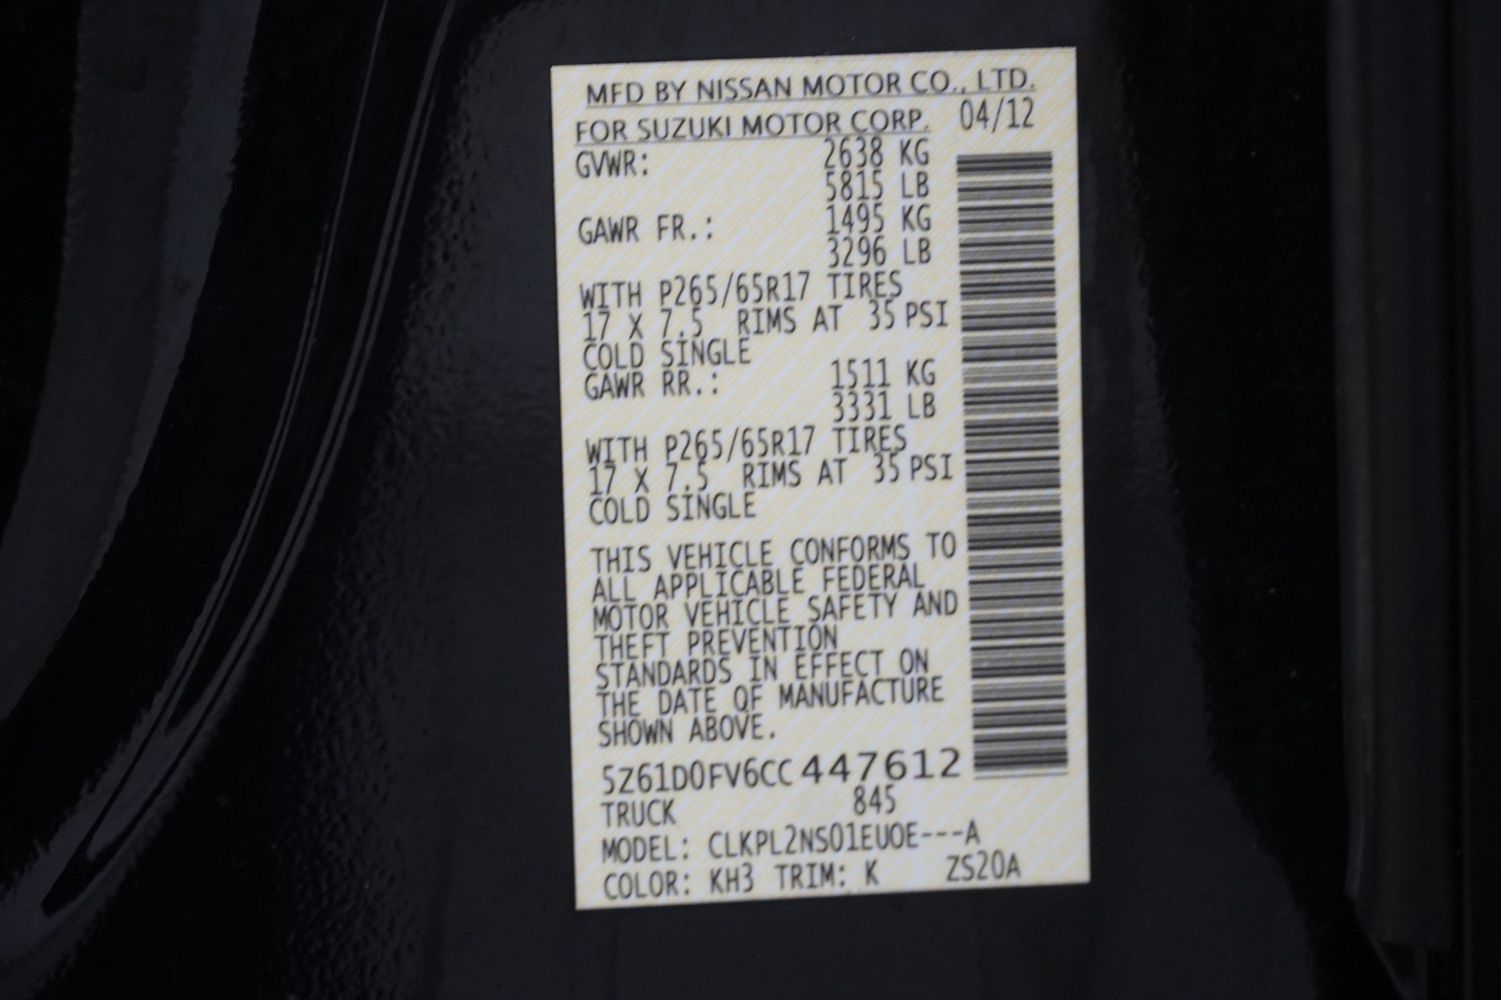 MFD BY NISSAN MOTOR CO., LTD.
FOR SUZUKI MOTOR CORP. 04/12
GVWR: 2638 KG
5815 LB
GAWR FR.: 1495 KG
3296 LB
WITH P265/65R17 TIRES
17 X 7.5 RIMS AT 35 PSI
COLD SINGLE
GAWR RR.: 1511 KG
3331 LB
WITH P265/65R17 TIRES
17 X 7.5 RIMS AT 35 PSI
COLD SINGLE
THIS VEHICLE CONFORMS TO
ALL APPLICABLE FEDERAL
MOTOR VEHICLE SAFETY AND
THEFT PREVENTION
STANDARDS IN EFFECT ON
THE DATE OF MANUFACTURE
SHOWN ABOVE.
5Z61D0FV6CC447612
TRUCK 845
MODEL: CLKPL2NS01EUOE---A
COLOR: KH3 TRIM: K ZS20A